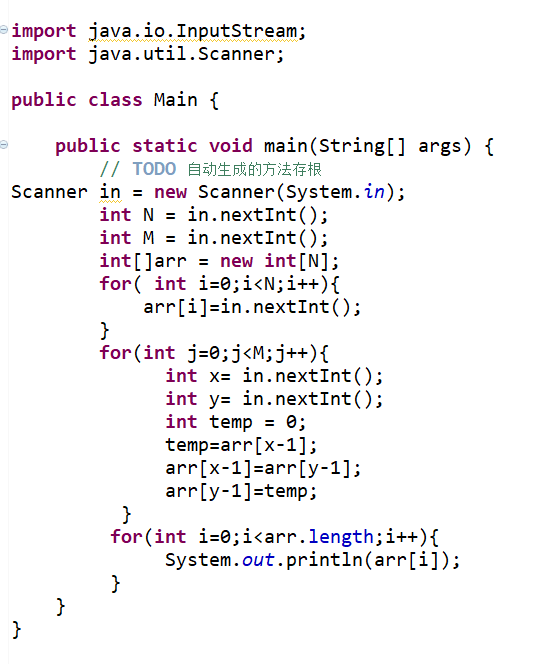 import java.io.InputStream;
import java.util.Scanner;
public class Main {
public static void main(String[] args) {
// TODO 自动生成的方法存根
Scanner in = new Scanner(System.in);
int N = in.nextInt();
int M = in.nextInt();
int[]arr = new int[N];
for( int i=0;i<N;i++){
arr[i]=in.nextInt();
}
for(int j=0;j<M;j++){
int x= in.nextInt();
int y= in.nextInt();
int temp = 0;
temp=arr[x-1];
arr[x-1]=arr[y-1];
arr[y-1]=temp;
}
for(int i=0;i<arr.length;i++){
System.out.println(arr[i]);
}
}
}